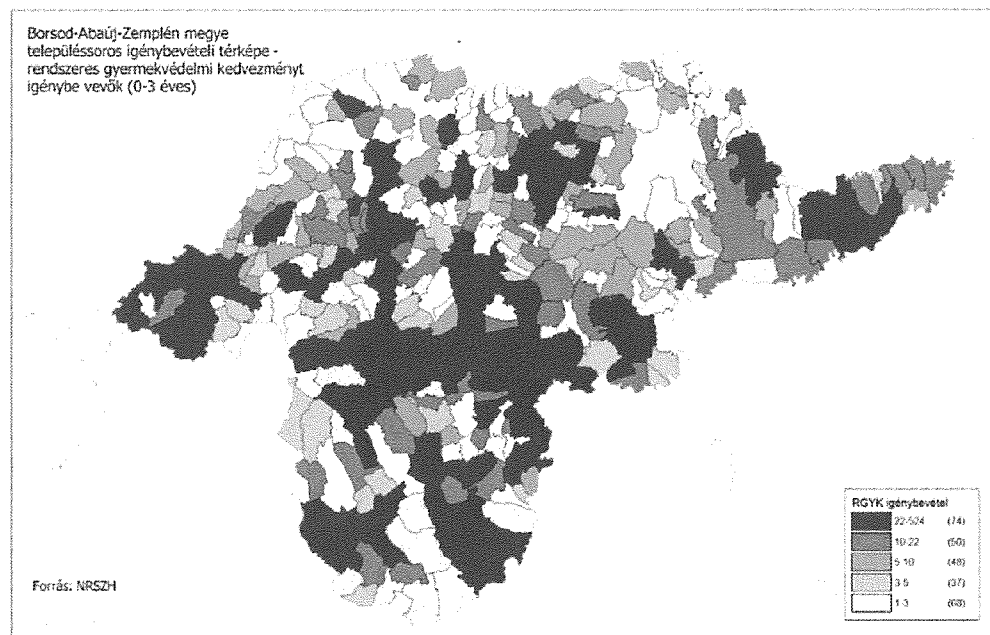 Borsod-Abaúj-Zemplén megye
településsoros igénybevételi térképe -
rendszeres gyermekvédelmi kedvezményt
igénybe vevők (0-3 éves)
RGYK igénybevétel
22-524 (74)
10-22 (50)
5-10 (48)
3-5 (37)
1-3 (68)
Forrás: NRSZH